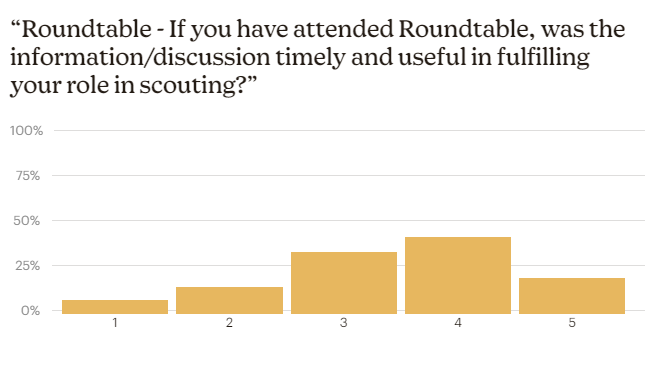 “Roundtable - If you have attended Roundtable, was the
information/discussion timely and useful in fulfilling
your role in scouting?”
100%
75%
50%
25%
0%
1 2 3 4 5